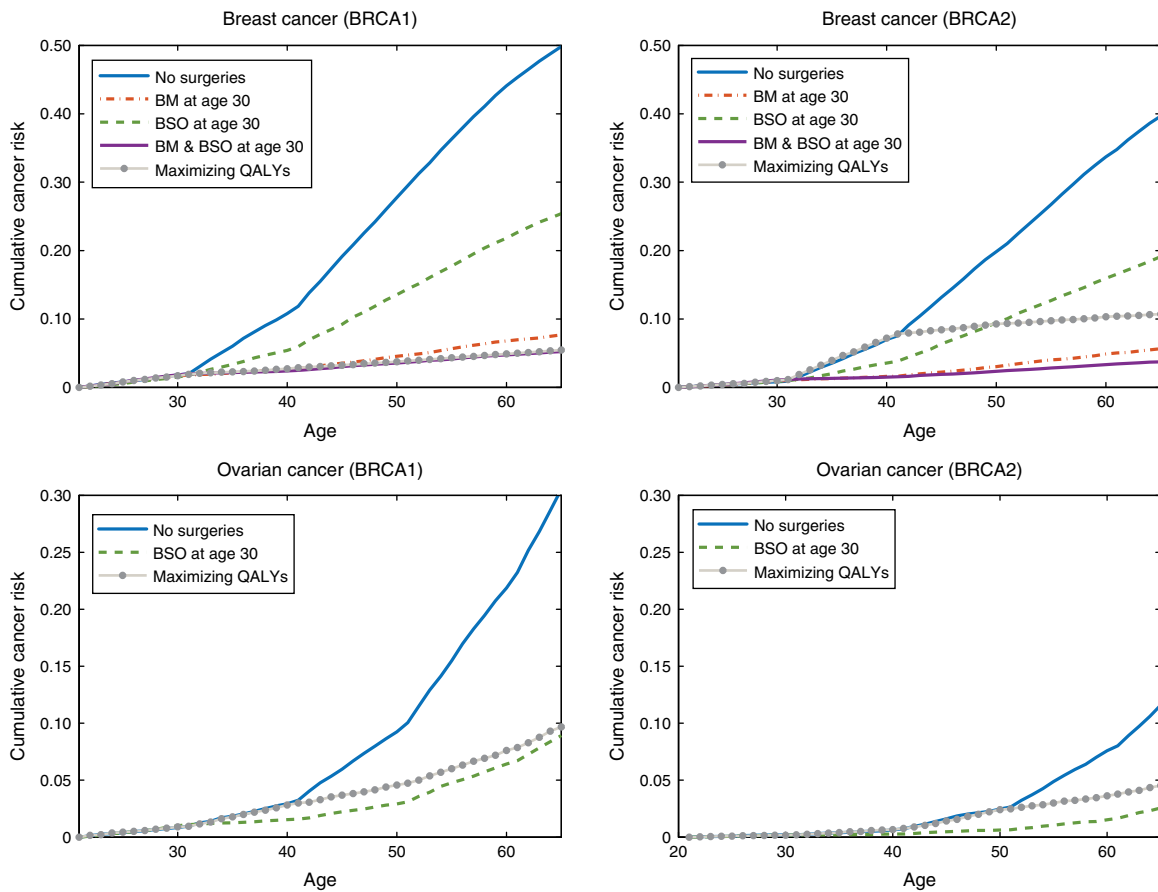 Breast cancer (BRCA1)
0.50
0.40
0.30
0.20
0.10
0
Cumulative cancer risk
No surgeries
BM at age 30
BSO at age 30
BM & BSO at age 30
Maximizing QALYs
30
40
50
60
Age
Breast cancer (BRCA2)
0.50
0.40
0.30
0.20
0.10
0
Cumulative cancer risk
No surgeries
BM at age 30
BSO at age 30
BM & BSO at age 30
Maximizing QALYs
30
40
50
60
Age
Ovarian cancer (BRCA1)
0.30
0.25
0.20
0.15
0.10
0.05
0
Cumulative cancer risk
No surgeries
BSO at age 30
Maximizing QALYs
30
40
50
60
Age
Ovarian cancer (BRCA2)
0.30
0.25
0.20
0.15
0.10
0.05
0
Cumulative cancer risk
No surgeries
BSO at age 30
Maximizing QALYs
20
30
40
50
60
Age